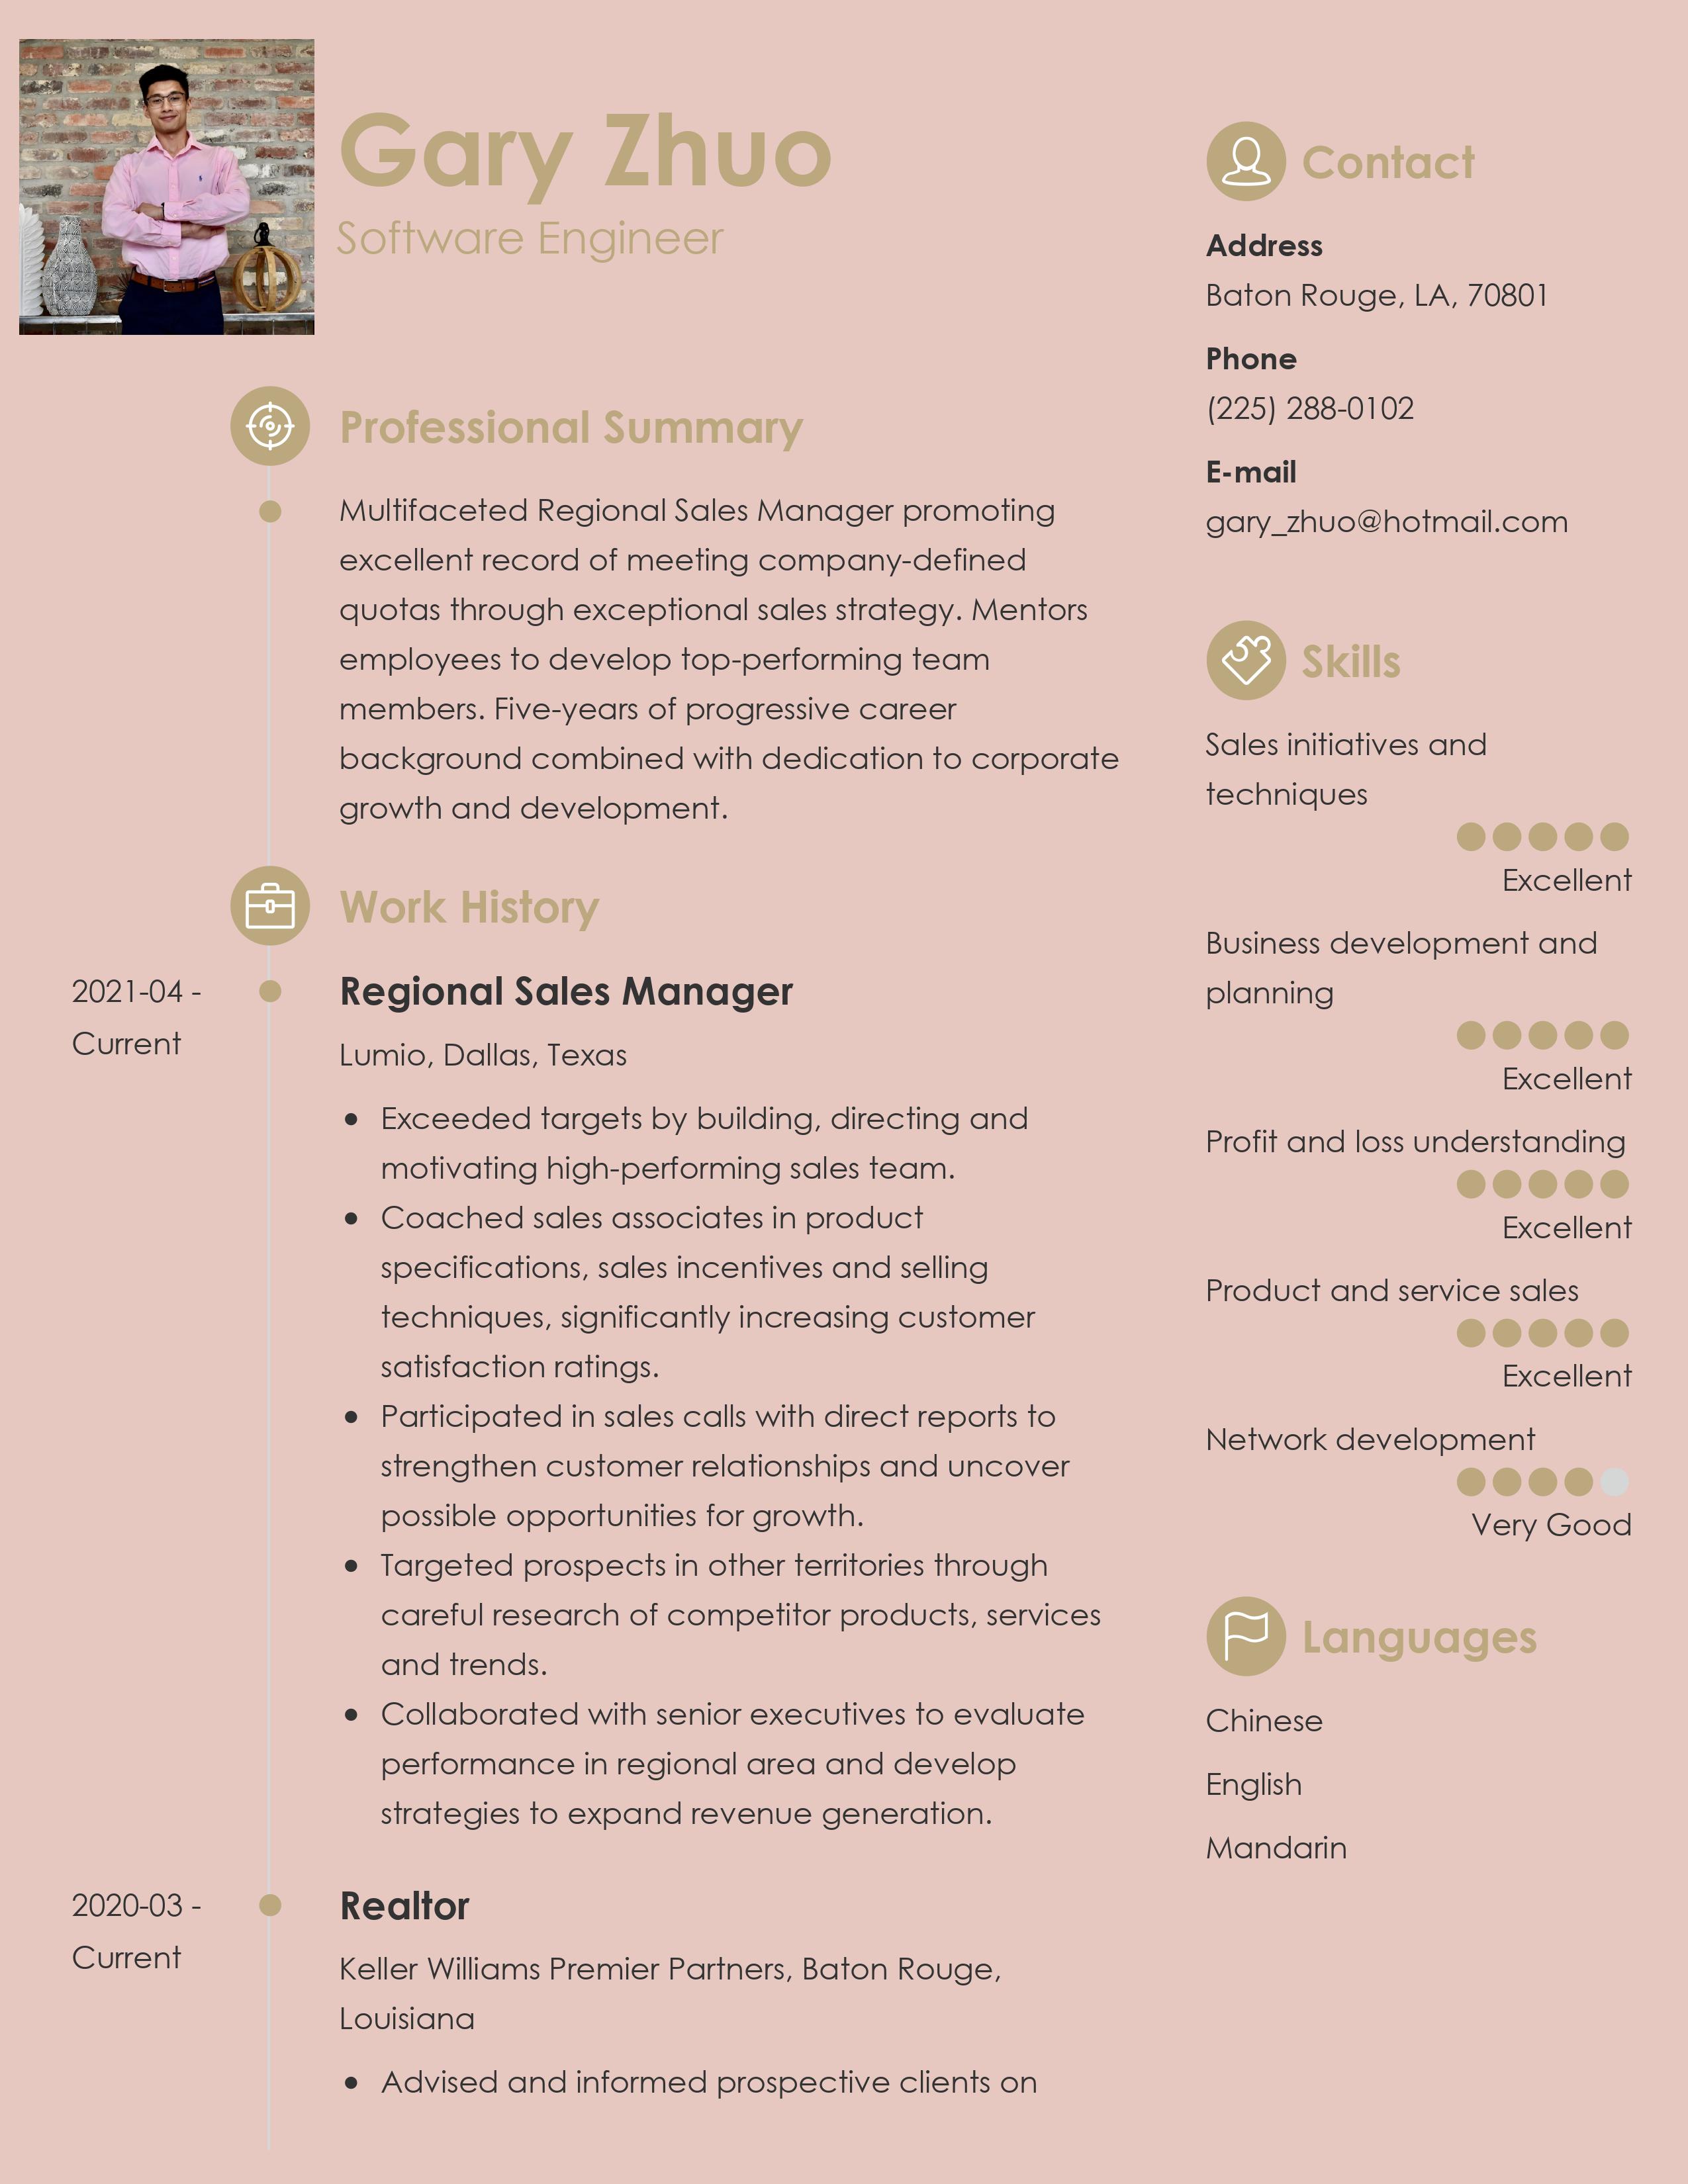 Gary Zhuo
Software Engineer
Professional Summary
Multifaceted Regional Sales Manager promoting
excellent record of meeting company-defined
quotas through exceptional sales strategy. Mentors
employees to develop top-performing team
members. Five-years of progressive career
background combined with dedication to corporate
growth and development.
Work History
2021-04 -
Current
Regional Sales Manager
Lumio, Dallas, Texas
• Exceeded targets by building, directing and
motivating high-performing sales team.
• Coached sales associates in product
specifications, sales incentives and selling
techniques, significantly increasing customer
satisfaction ratings.
• Participated in sales calls with direct reports to
strengthen customer relationships and uncover
possible opportunities for growth.
• Targeted prospects in other territories through
careful research of competitor products, services
and trends.
• Collaborated with senior executives to evaluate
performance in regional area and develop
strategies to expand revenue generation.
2020-03 -
Current
Realtor
Keller Williams Premier Partners, Baton Rouge,
Louisiana
• Advised and informed prospective clients on
Contact
Address
Baton Rouge, LA, 70801
Phone
(225) 288-0102
E-mail
gary_zhuo@hotmail.com
Skills
Sales initiatives and
techniques
Excellent
Business development and
planning
Excellent
Profit and loss understanding
Excellent
Product and service sales
Excellent
Network development
Very Good
Languages
Chinese
English
Mandarin